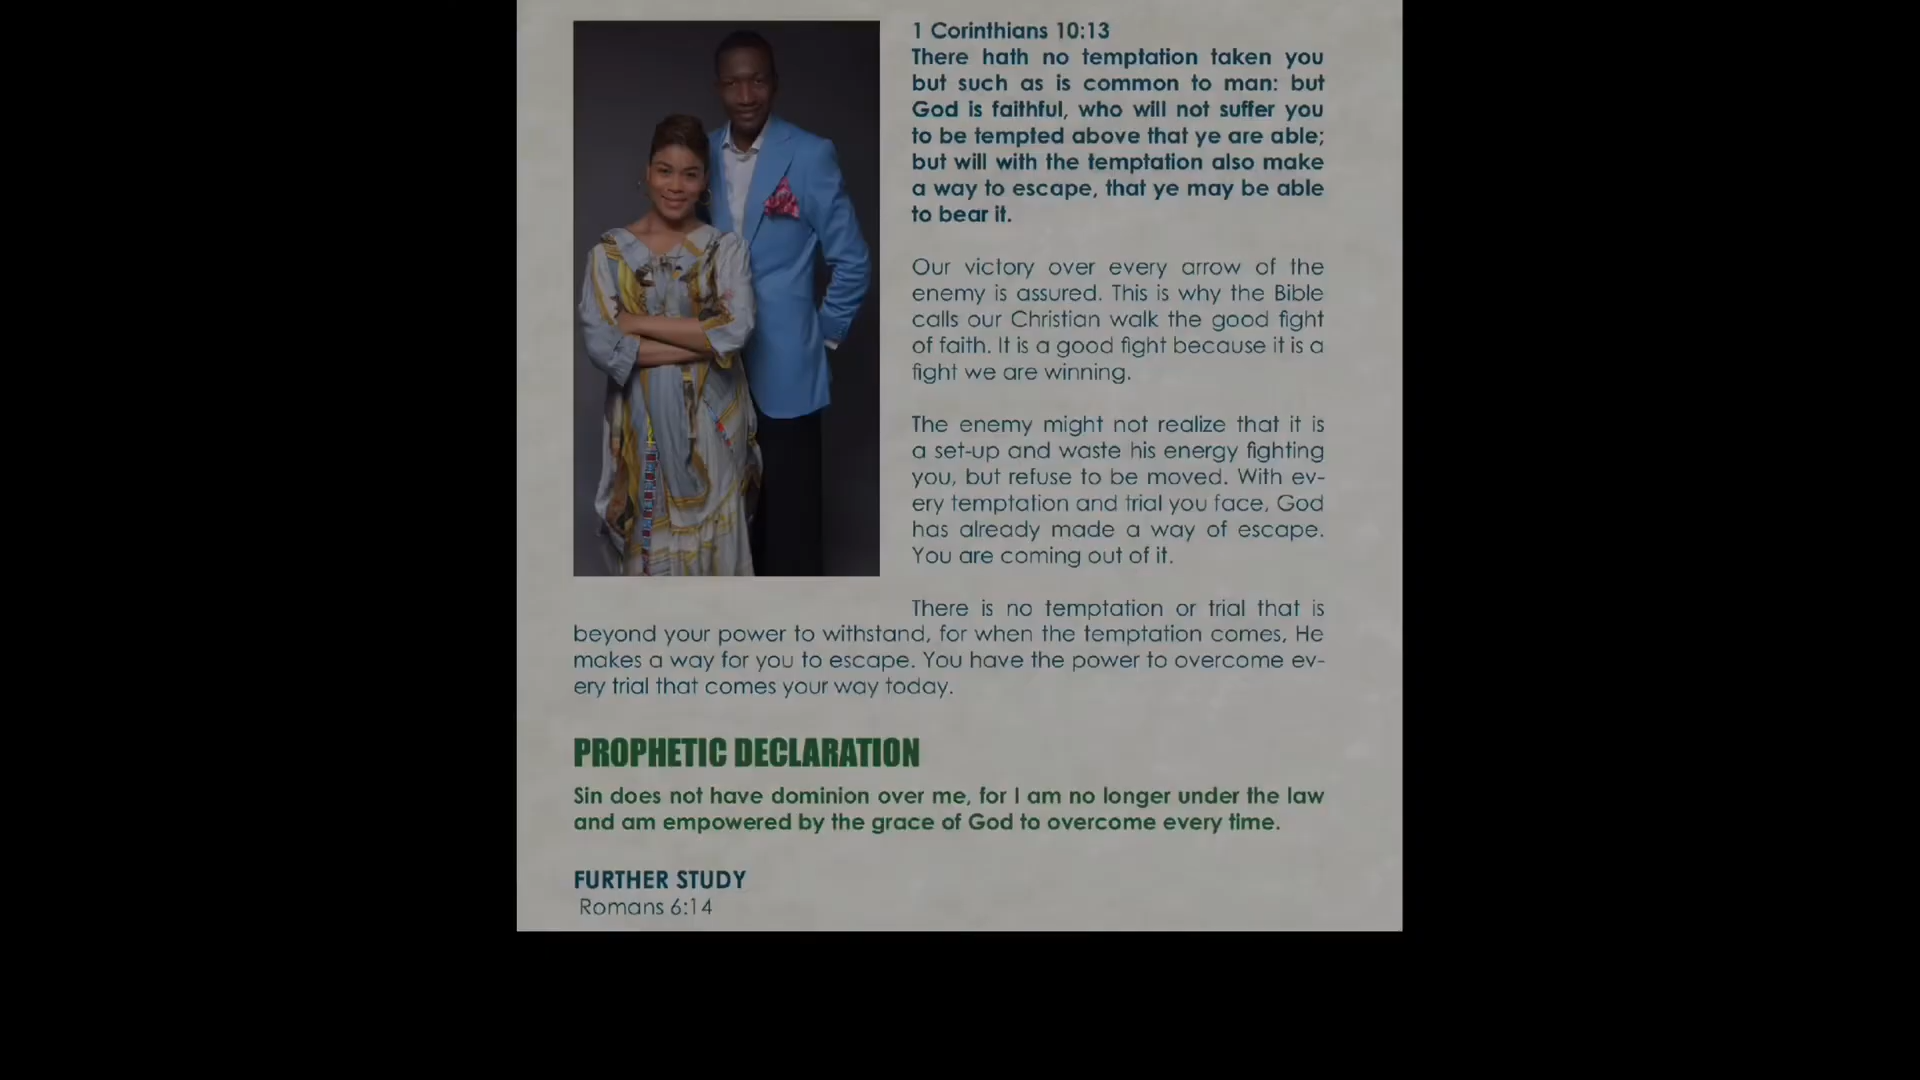 1 Corinthians 10:13
There hath no temptation taken you
but such as is common to man: but
God is faithful, who will not suffer you
to be tempted above that ye are able;
but will with the temptation also make
a way to escape, that ye may be able
to bear it.
Our victory over every arrow of the
enemy is assured. This is why the Bible
calls our Christian walk the good fight
of faith. It is a good fight because it is a
fight we are winning.
The enemy might not realize that it is
a set-up and waste his energy fighting
you, but refuse to be moved. With ev-
ery temptation and trial you face, God
has already made a way of escape.
You are coming out of it.
There is no temptation or trial that is
beyond your power to withstand, for when the temptation comes, He
makes a way for you to escape. You have the power to overcome ev-
ery trial that comes your way today.
PROPHETIC DECLARATION
Sin does not have dominion over me, for I am no longer under the law
and am empowered by the grace of God to overcome every time.
FURTHER STUDY
Romans 6:14